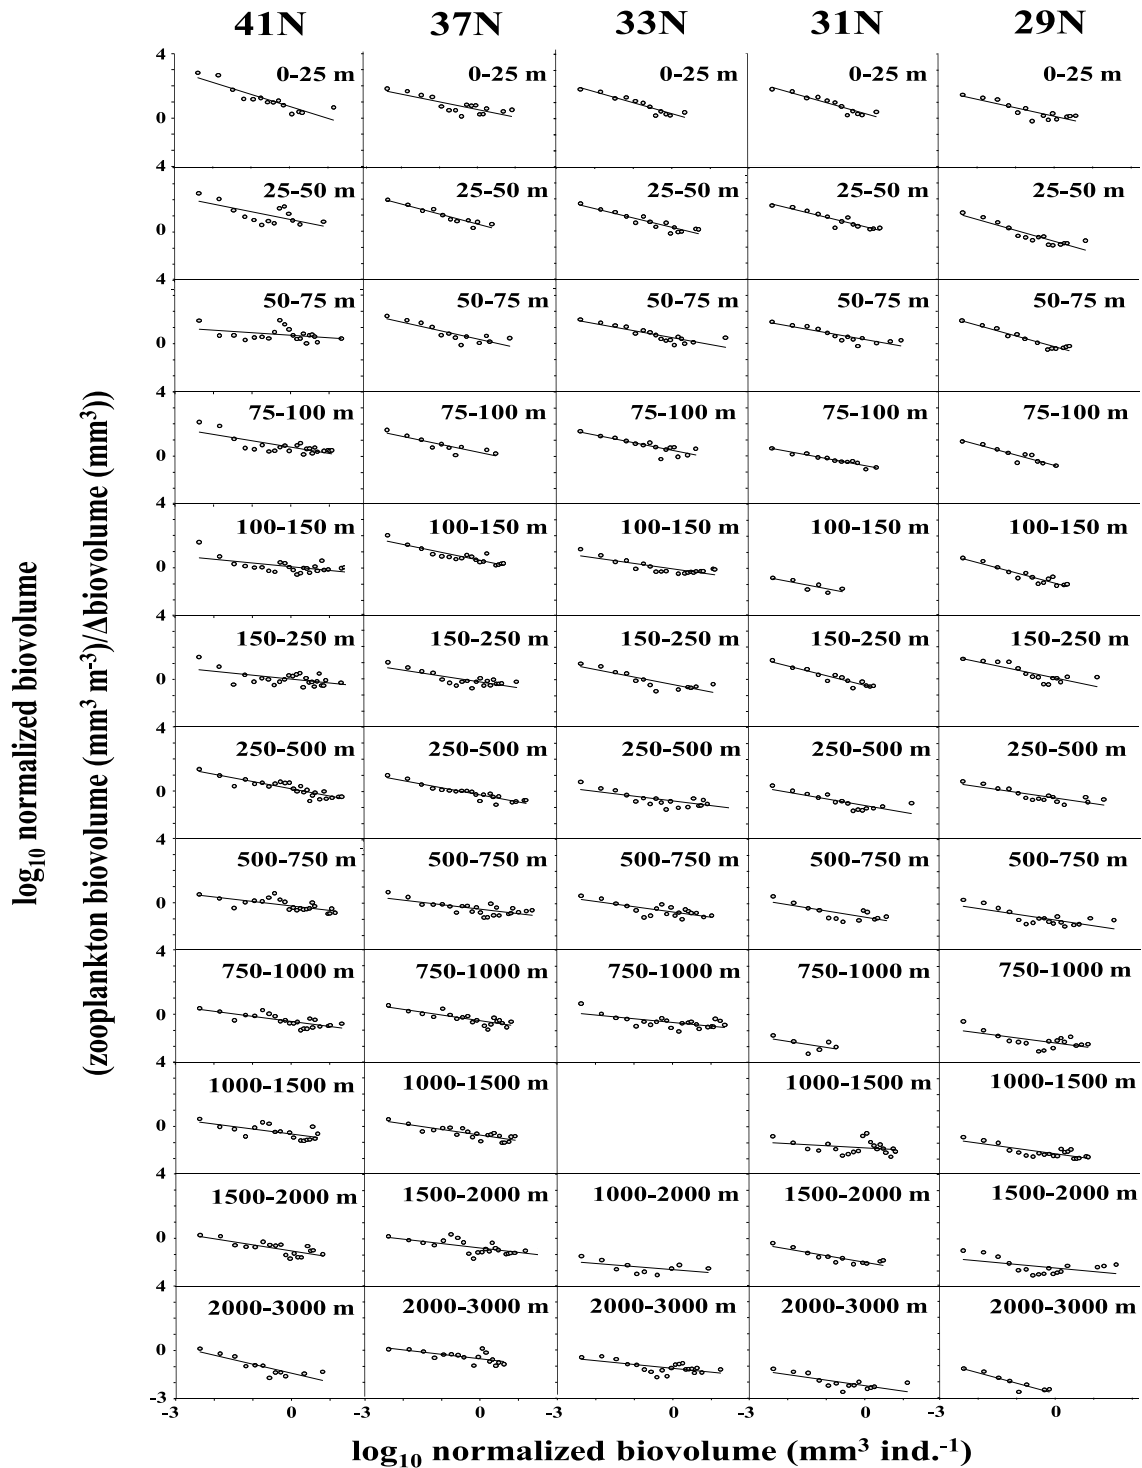 41N 37N 33N 31N 29N
4 0-25 m 0-25 m 0-25 m 0-25 m 0-25 m
0
4 25-50 m 25-50 m 25-50 m 25-50 m 25-50 m
0
4 50-75 m 50-75 m 50-75 m 50-75 m 50-75 m
0
4 75-100 m 75-100 m 75-100 m 75-100 m 75-100 m
0
4 100-150 m 100-150 m 100-150 m 100-150 m 100-150 m
0
4 150-250 m 150-250 m 150-250 m 150-250 m 150-250 m
0
4 250-500 m 250-500 m 250-500 m 250-500 m 250-500 m
0
4 500-750 m 500-750 m 500-750 m 500-750 m 500-750 m
0
4 750-1000 m 750-1000 m 750-1000 m 750-1000 m 750-1000 m
0
1000-1500 m 1000-1500 m 1000-1500 m 1000-1500 m
0
1500-2000 m 1500-2000 m 1000-2000 m 1500-2000 m 1500-2000 m
0
4 2000-3000 m 2000-3000 m 2000-3000 m 2000-3000 m 2000-3000 m
0
-3
-3 0 -3 0 -3 0 -3 0 -3 0
log₁₀ normalized biovolume (mm³ ind.⁻¹)
log₁₀ normalized biovolume
(zooplankton biovolume (mm³ m⁻³)/Δbiovolume (mm³))